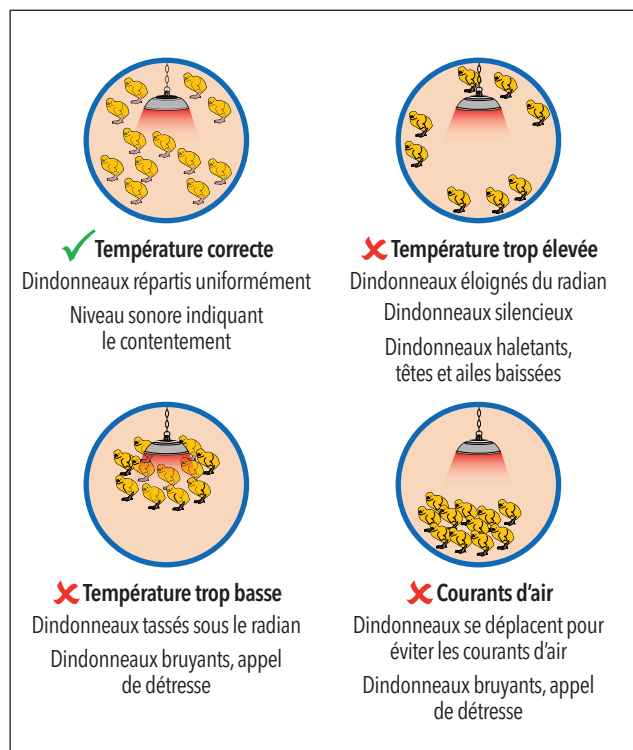 Température correcte
Dindonneaux répartis uniformément
Niveau sonore indiquant
le contentement
Température trop élevée
Dindonneaux éloignés du radian
Dindonneaux silencieux
Dindonneaux haletants,
têtes et ailes baissées
Température trop basse
Dindonneaux tassés sous le radian
Dindonneaux bruyants, appel
de détresse
Courants d'air
Dindonneaux se déplacent pour
éviter les courants d'air
Dindonneaux bruyants, appel
de détresse